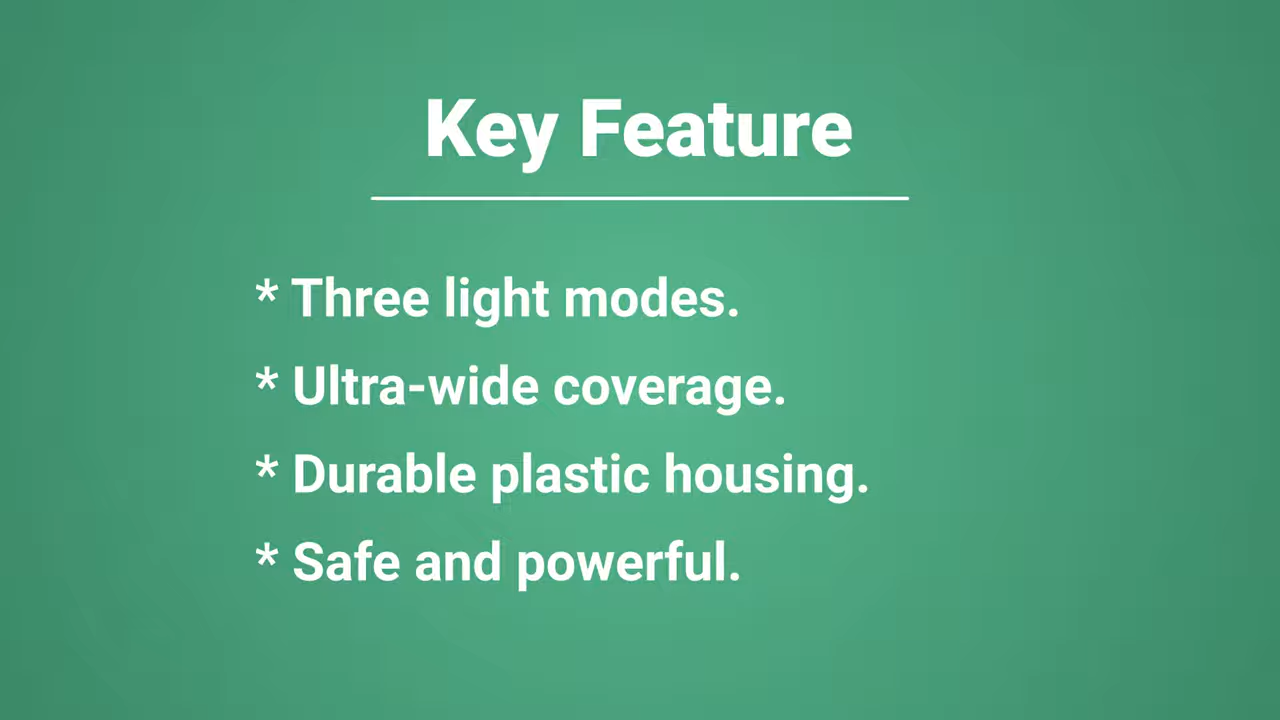 Key Feature
* Three light modes.
* Ultra-wide coverage.
* Durable plastic housing.
* Safe and powerful.